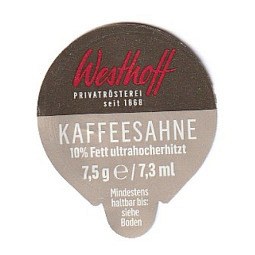 Westhoff
PRIVATRÖSTEREI
seit 1868
KAFFEESAHNE
10% Fett ultrahocherhitzt
7,5 g ℮/7,3 ml
Mindestens
haltbar bis:
siehe
Boden